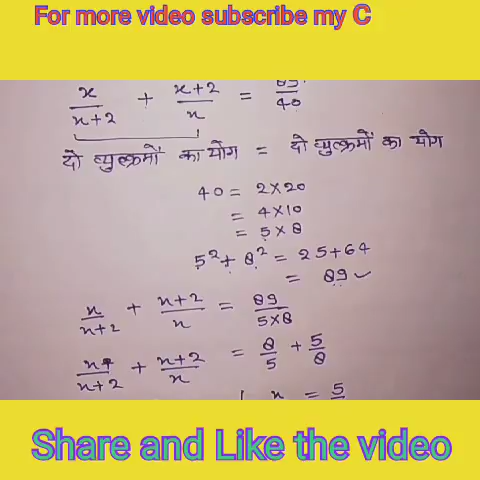 For more video subscribe my C
x/x+2 + x+2/x = 89/40
दो व्युत्क्रमों का योग = दो व्युत्क्रमों का योग
40 = 2×20
= 4×10
= 5×8
5² + 8² = 25+64
= 89 ✓
x/x+2 + x+2/x = 89/5×8
x/x+2 + x+2/x = 8/5 + 5/8
x = 5
Share and Like the video